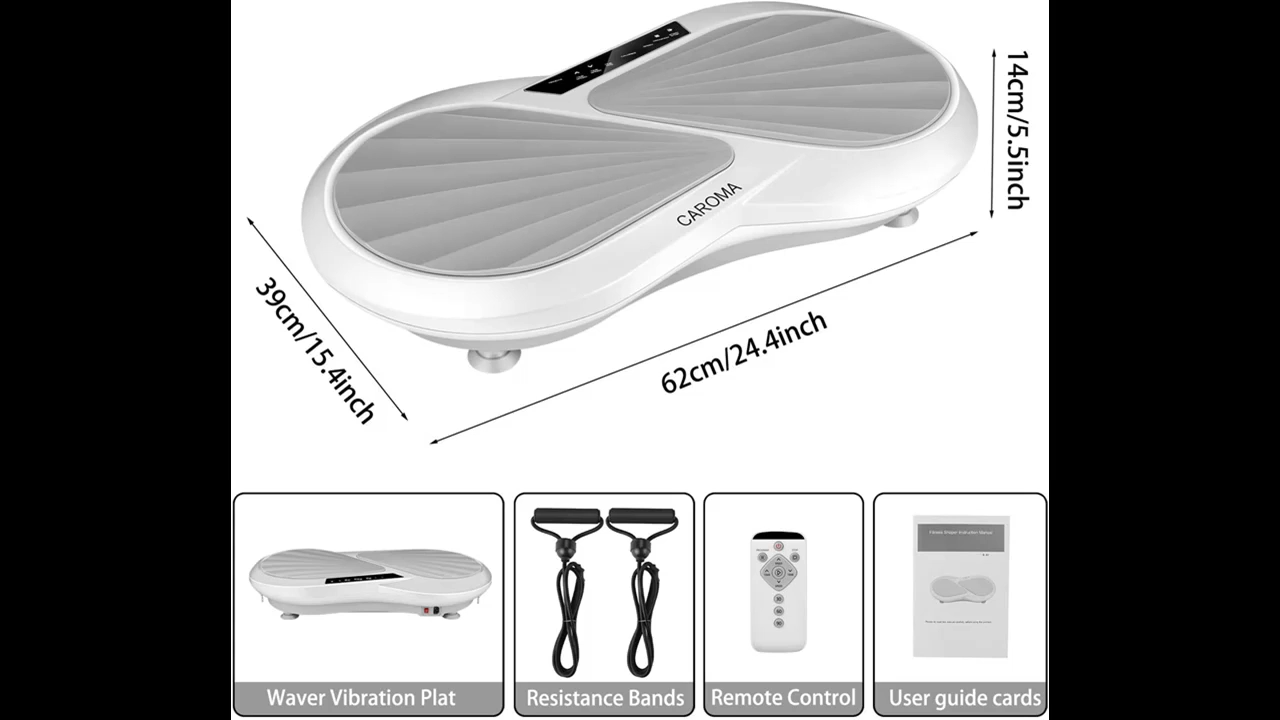 CAROMA
14cm/5.5inch
39cm/15.4inch
62cm/24.4inch
Waver Vibration Plat
Resistance Bands
Remote Control
User guide cards